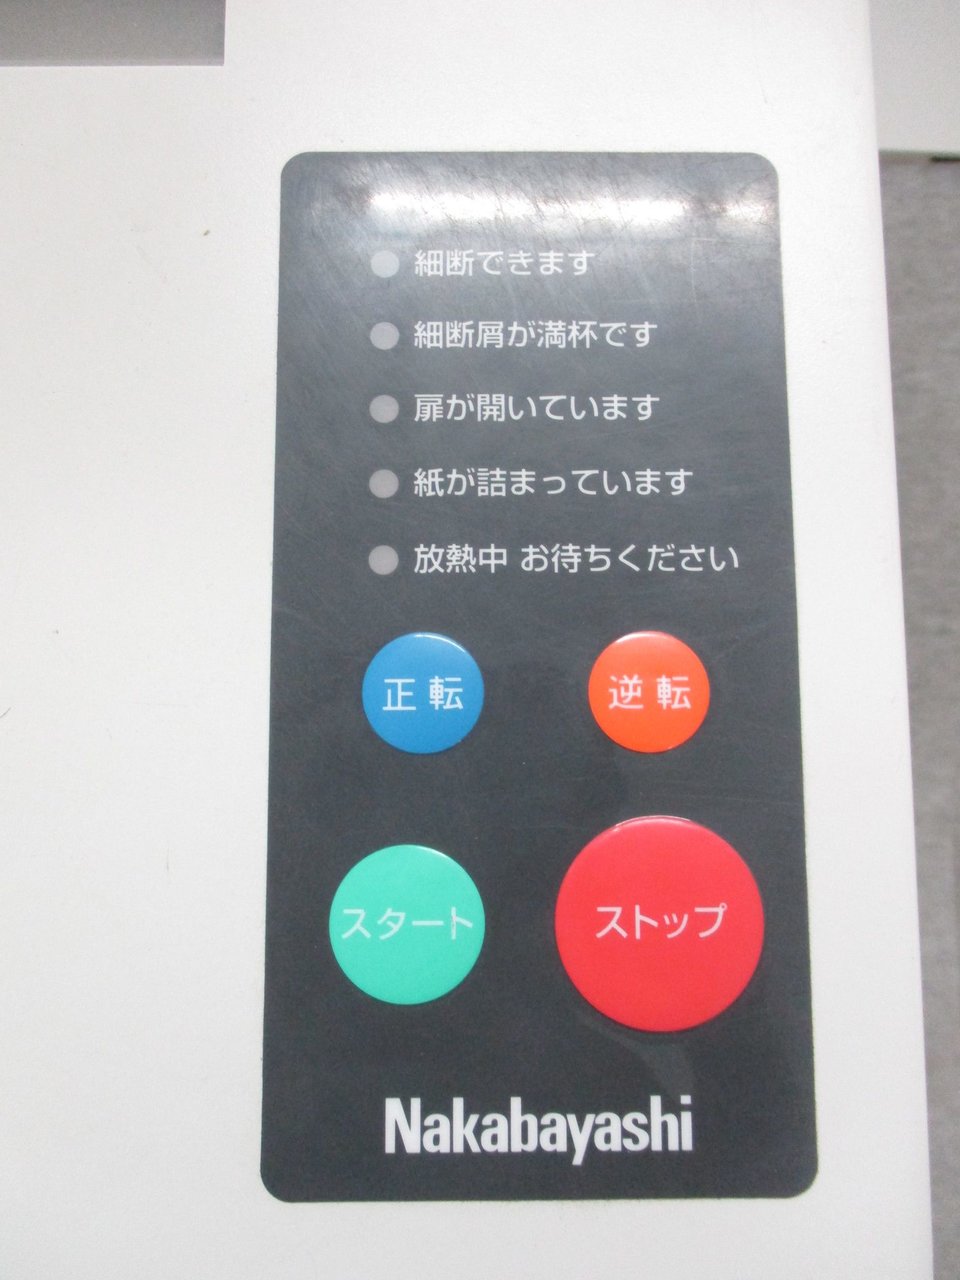 細断できます
細断屑が満杯です
扉が開いています
紙が詰まっています
放熱中 お待ちください
正転 逆転
スタート ストップ
Nakabayashi